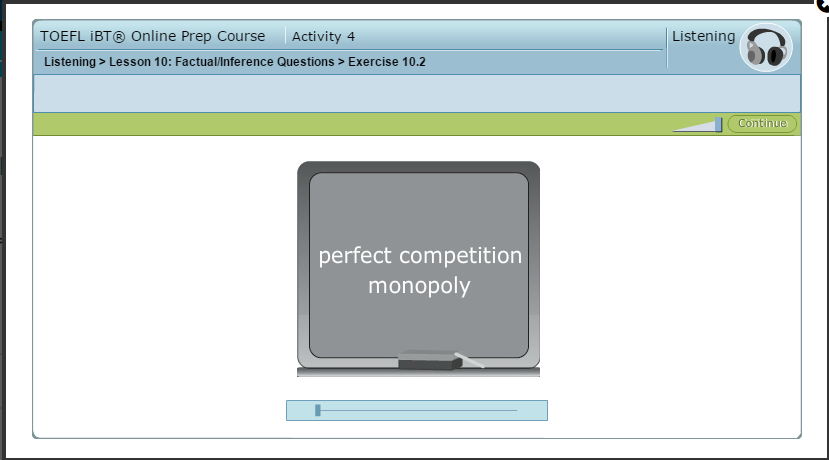 TOEFL iBT® Online Prep Course
Activity 4
Listening
Listening > Lesson 10: Factual/Inference Questions > Exercise 10.2
Continue
perfect competition
monopoly